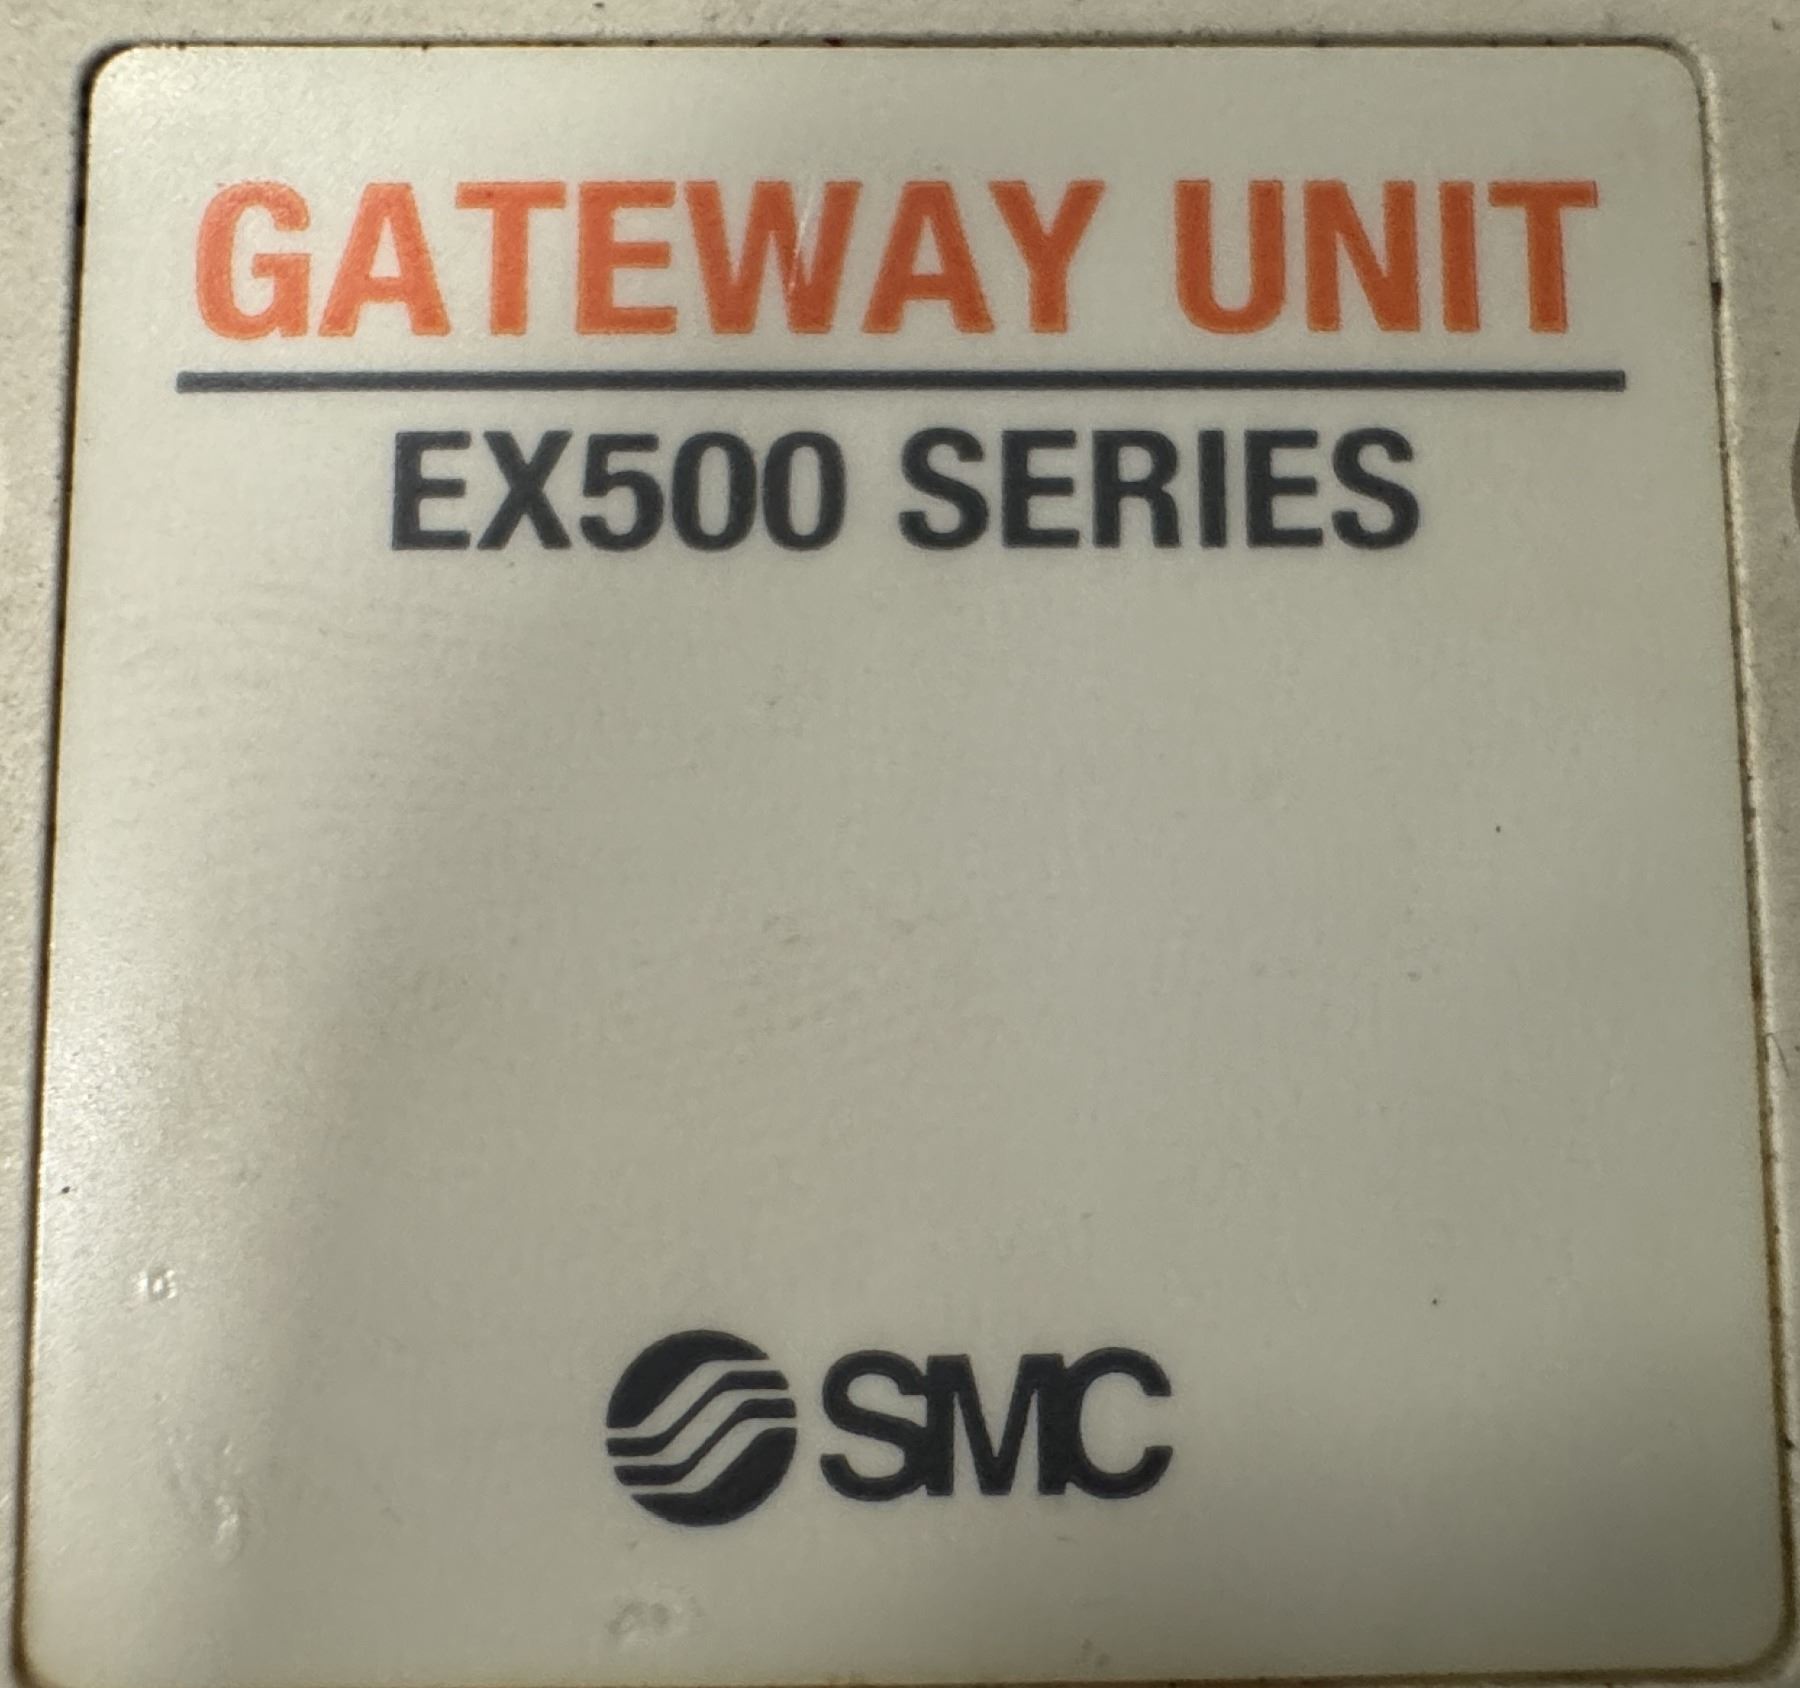 GATEWAY UNIT
EX500 SERIES
SMC